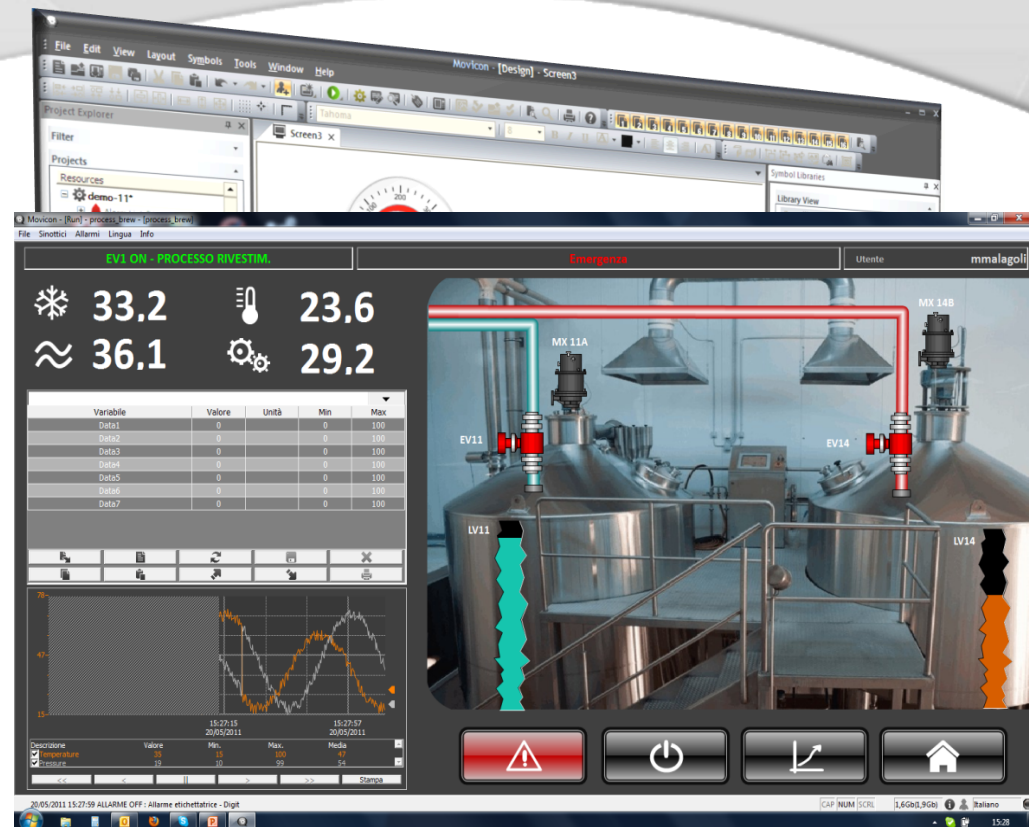 File Edit View Layout Symbols Tools Window Help
Movicon - [Design] - Screen3
Tahoma
8
B I U
Project Explorer
Screen3 x
Symbol Libraries
Filter
Library View
Projects
Resources
demo-11*
200
Movicon - [Run] - process_brew - [process_brew]
File Sinottici Allarmi Lingua Info
EV1 ON - PROCESSO RIVESTIM.
Emergenza
Utente mmalagoli
33,2
23,6
36,1
29,2
Variabile Valore Unità Min Max
Data1 0 0 100
Data2 0 0 100
Data3 0 0 100
Data4 0 0 100
Data5 0 0 100
Data6 0 0 100
Data7 0 0 100
MX 11A
MX 14B
EV11
EV14
LV11
LV14
78
47
15
15:27:15 15:27:57
20/05/2011 20/05/2011
Descrizione Valore Min. Max. Media
Temperature 35 15 100 47
Pressure 19 10 99 54
<< < || > >> Stampa
20/05/2011 15:27:59 ALLARME OFF : Allarme etichettatrice - Digit
CAP NUM SCRL 1,6Gb(1,9Gb) Italiano
15:28